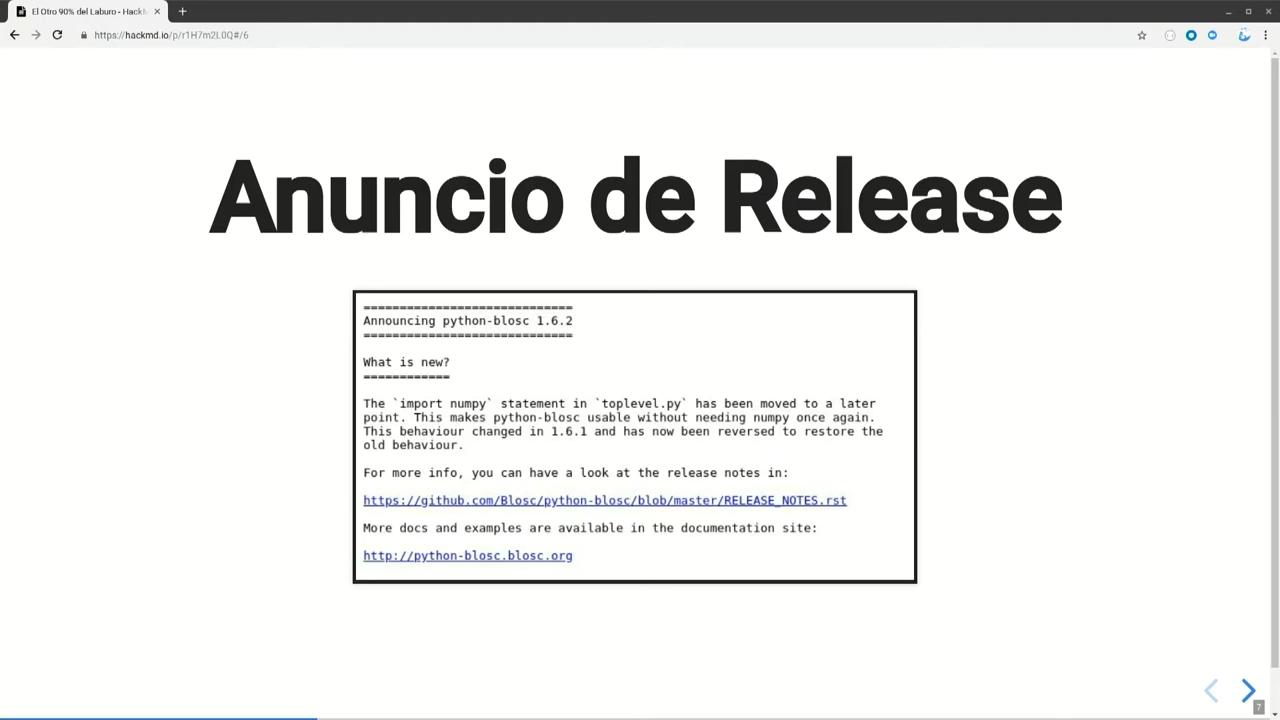 El Otro 90% del Laburo - Hack
https://hackmd.io/p/r1H7m2L0Q#/6
Anuncio de Release
=============================
Announcing python-blosc 1.6.2
=============================
What is new?
============
The `import numpy` statement in `toplevel.py` has been moved to a later
point. This makes python-blosc usable without needing numpy once again.
This behaviour changed in 1.6.1 and has now been reversed to restore the
old behaviour.
For more info, you can have a look at the release notes in:
https://github.com/Blosc/python-blosc/blob/master/RELEASE_NOTES.rst
More docs and examples are available in the documentation site:
http://python-blosc.blosc.org
7